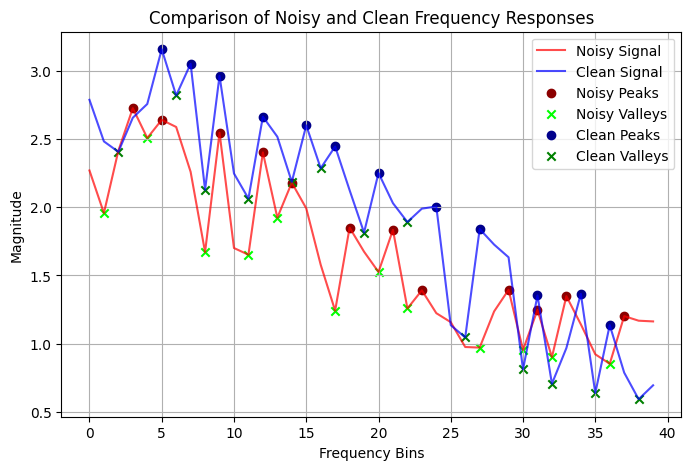 Comparison of Noisy and Clean Frequency Responses
Noisy Signal
Clean Signal
Noisy Peaks
Noisy Valleys
Clean Peaks
Clean Valleys
Magnitude
3.0
2.5
2.0
1.5
1.0
0.5
0 5 10 15 20 25 30 35 40
Frequency Bins